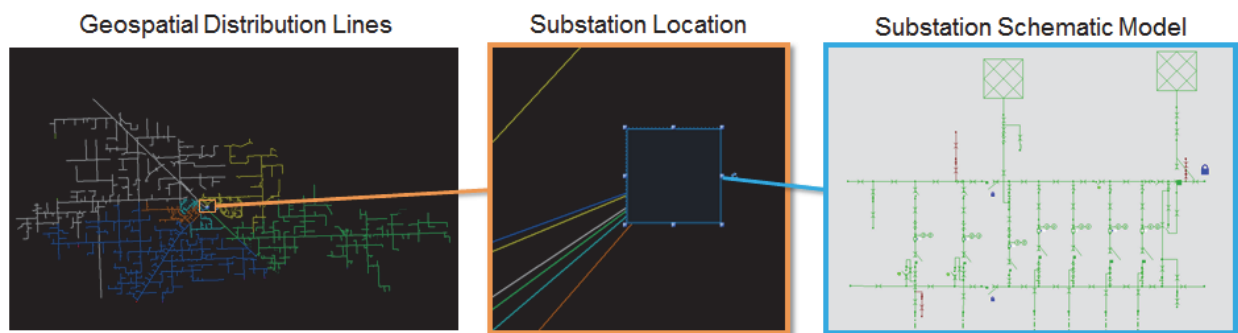 Geospatial Distribution Lines
Substation Location
Substation Schematic Model